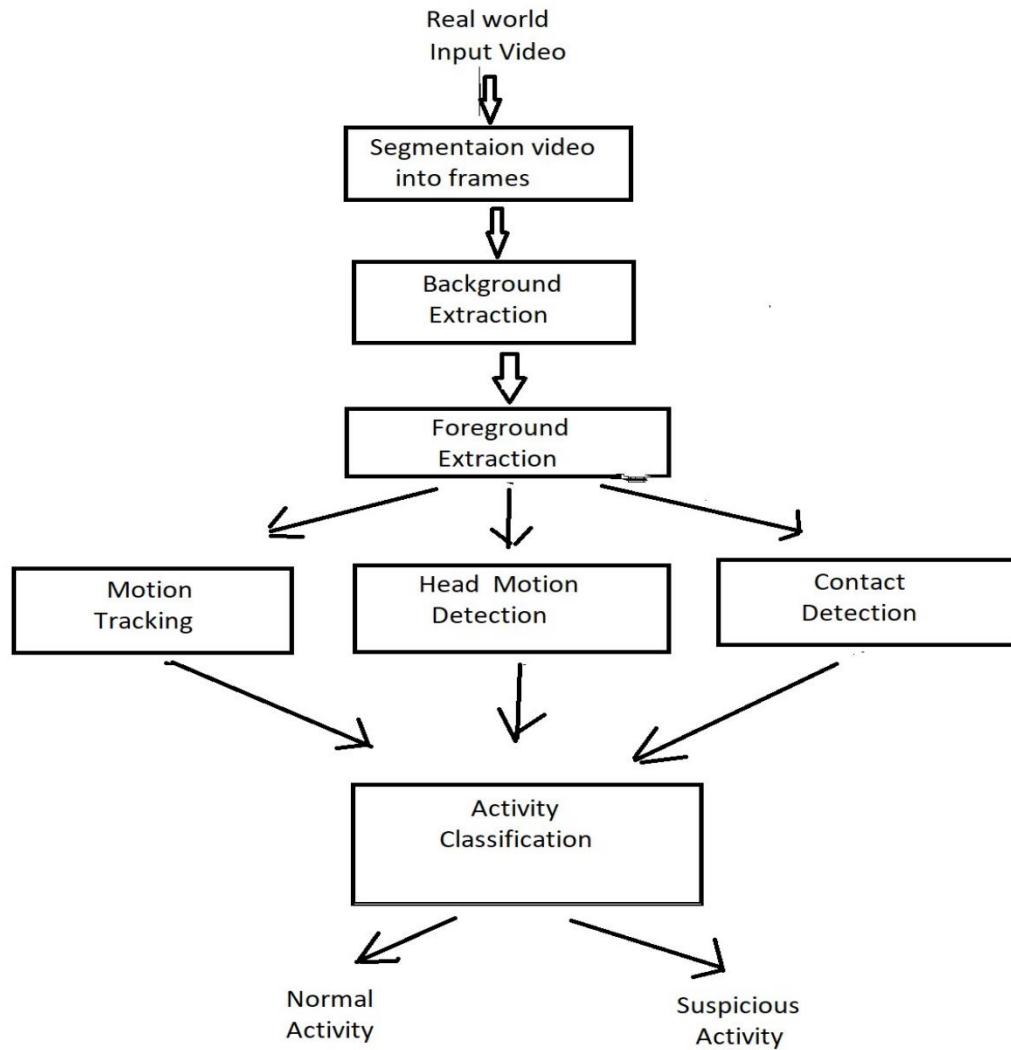 Real world
Input Video
Segmentaion video
into frames
Background
Extraction
Foreground
Extraction
Motion
Tracking
Head Motion
Detection
Contact
Detection
Activity
Classification
Normal
Activity
Suspicious
Activity